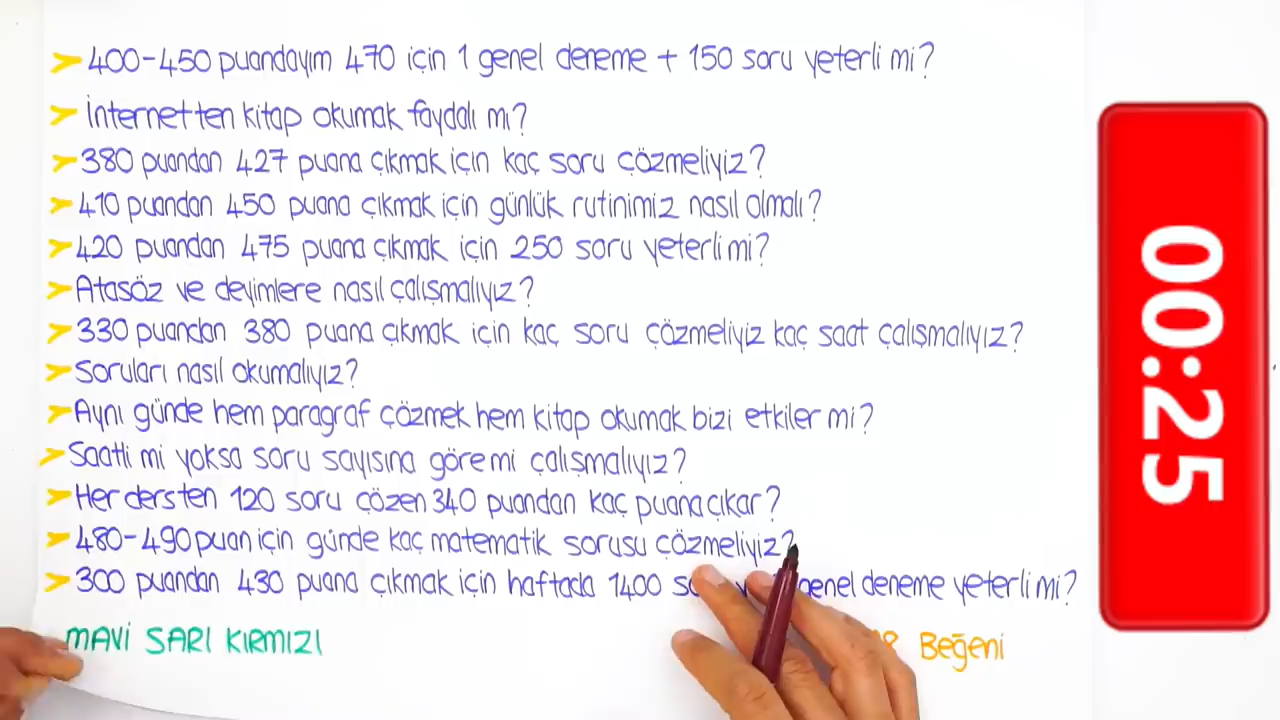 400-450 puandayım 470 için 1 genel deneme + 150 soru yeterli mi?
İnternetten kitap okumak faydalı mı?
380 puandan 427 puana çıkmak için kaç soru çözmeliyiz?
410 puandan 450 puana çıkmak için günlük rutinimiz nasıl olmalı?
420 puandan 475 puana çıkmak için 250 soru yeterli mi?
Atasöz ve deyimlere nasıl çalışmalıyız?
330 puandan 380 puana çıkmak için kaç soru çözmeliyiz kaç saat çalışmalıyız?
Soruları nasıl okumalıyız?
Aynı günde hem paragraf çözmek hem kitap okumak bizi etkiler mi?
Saatli mi yoksa soru sayısına göre mi çalışmalıyız?
Her dersten 120 soru çözen 340 puandan kaç puana çıkar?
480-490 puan için günde kaç matematik sorusu çözmeliyiz?
300 puandan 430 puana çıkmak için haftada 1400 genel deneme yeterli mi?
MAVİ SARI KIRMIZI Beğeni
00:25